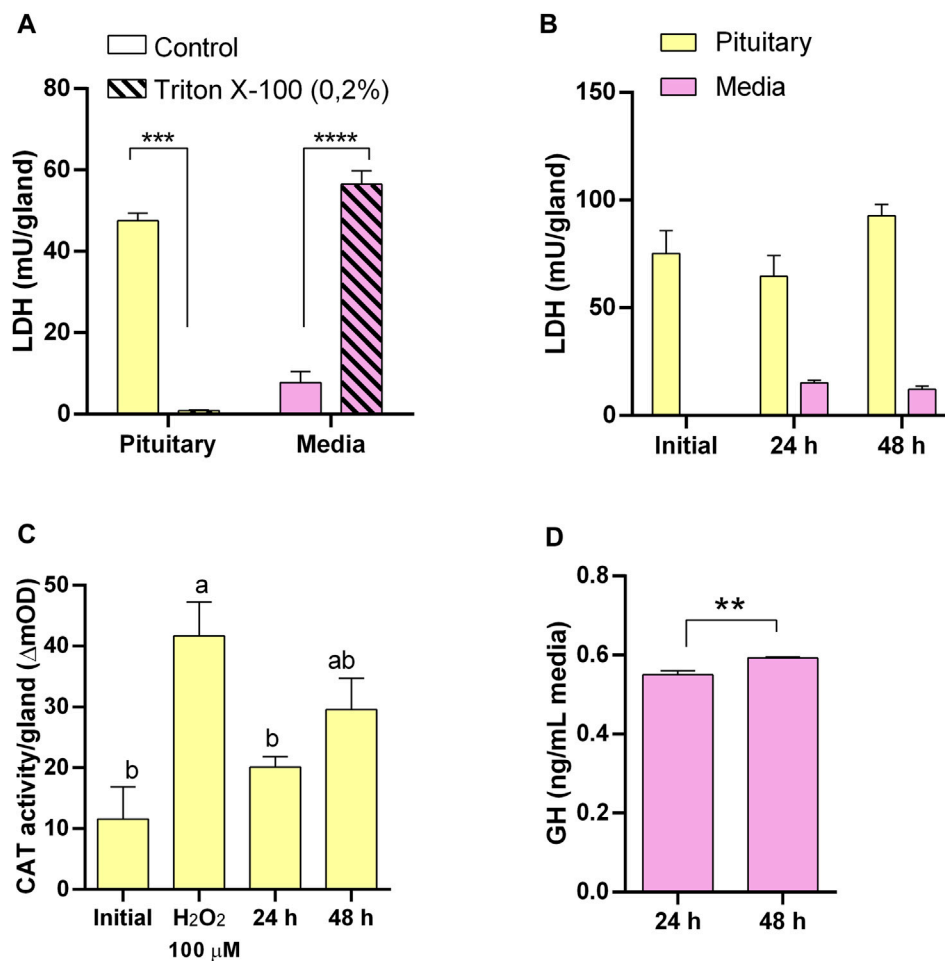 A
Control
Triton X-100 (0,2%)
LDH (mU/gland)
80
60
40
20
0
***
****
Pituitary
Media
B
Pituitary
Media
LDH (mU/gland)
150
100
50
0
Initial
24 h
48 h
C
CAT activity/gland (ΔmOD)
50
40
30
20
10
0
b
a
b
ab
Initial
H₂O₂
100 μM
24 h
48 h
D
GH (ng/mL media)
0.8
0.6
0.4
0.2
0.0
**
24 h
48 h